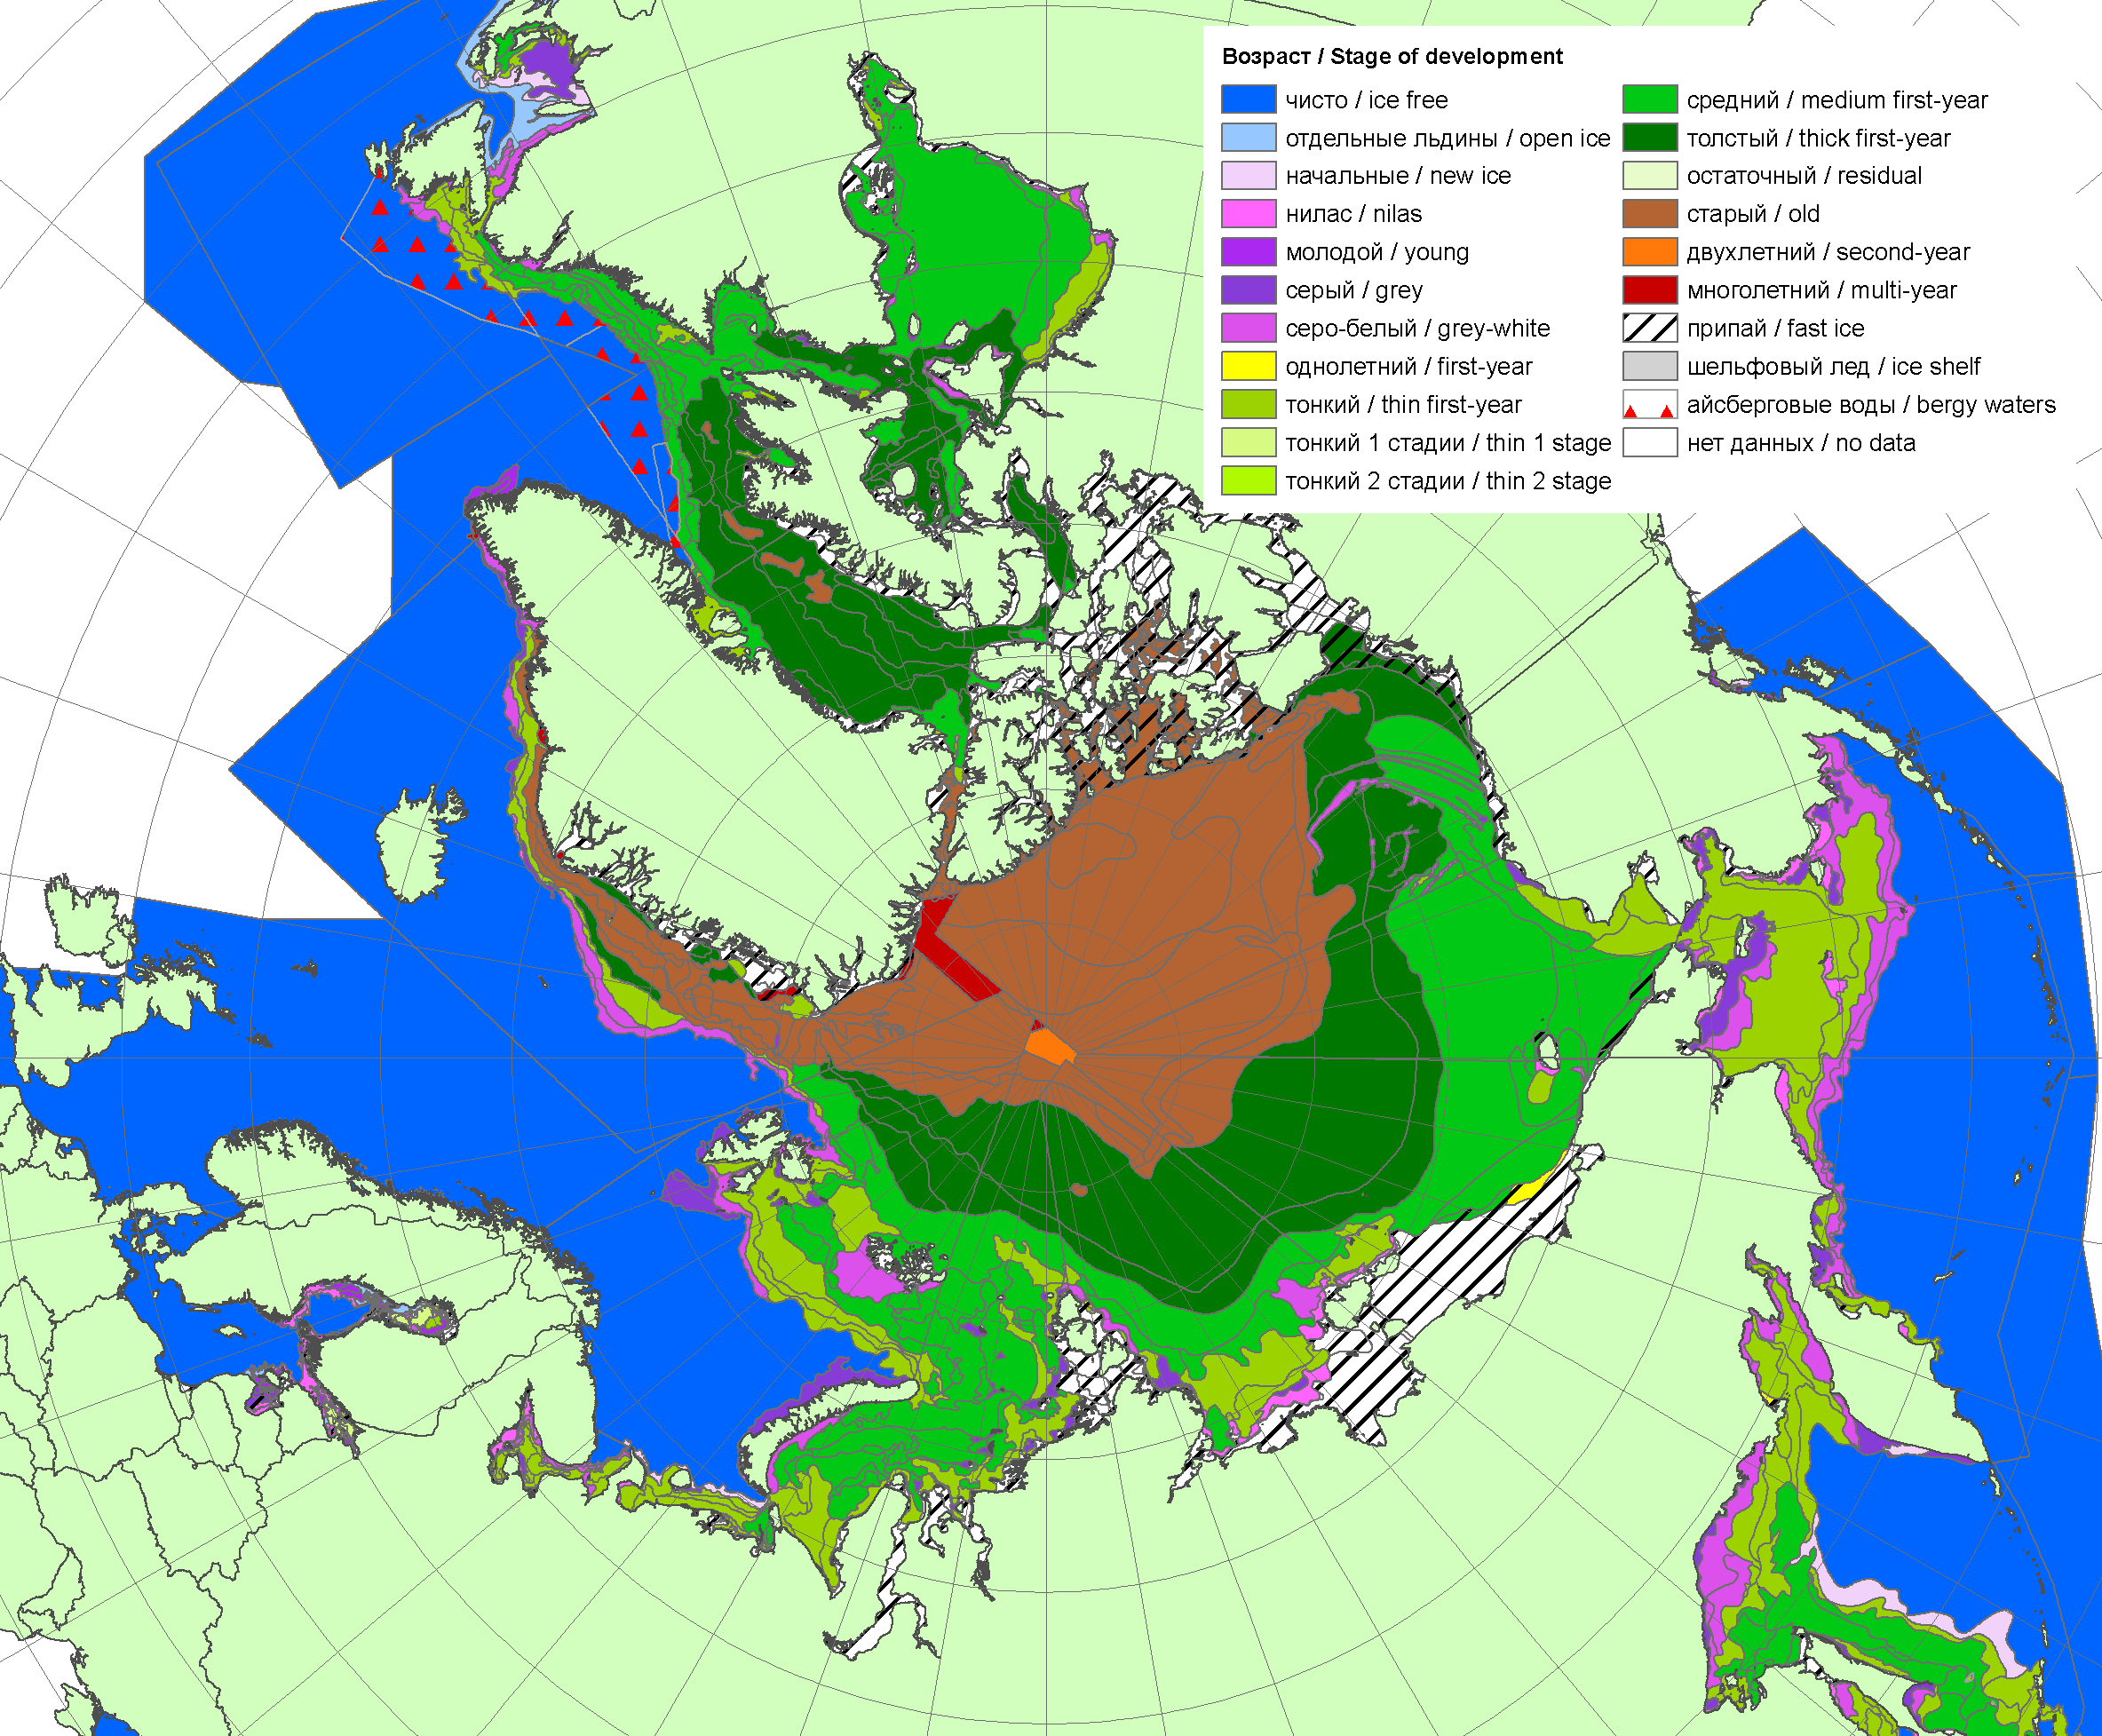 Возраст / Stage of development
чисто / ice free
отдельные льдины / open ice
начальные / new ice
нилас / nilas
молодой / young
серый / grey
серо-белый / grey-white
однолетний / first-year
тонкий / thin first-year
тонкий 1 стадии / thin 1 stage
тонкий 2 стадии / thin 2 stage
средний / medium first-year
толстый / thick first-year
остаточный / residual
старый / old
двухлетний / second-year
многолетний / multi-year
припай / fast ice
шельфовый лед / ice shelf
айсберговые воды / bergy waters
нет данных / no data